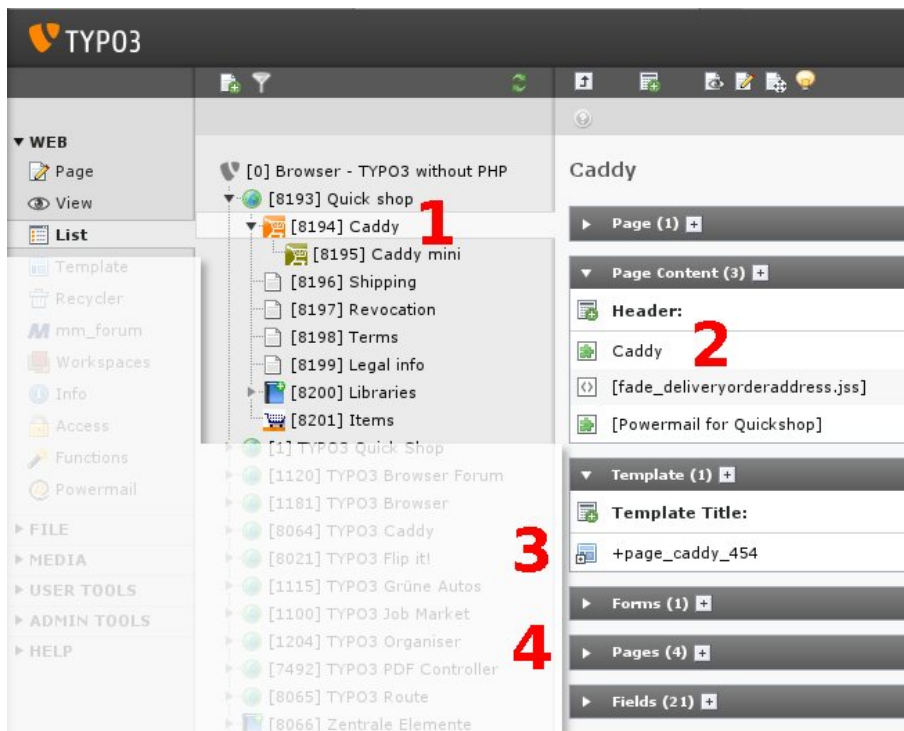 TYPO3
WEB
Page
View
List
Template
Recycler
mm_forum
Workspaces
Info
Access
Functions
Powermail
FILE
MEDIA
USER TOOLS
ADMIN TOOLS
HELP
[0] Browser - TYPO3 without PHP
[8193] Quick shop
[8194] Caddy
1
[8195] Caddy mini
[8196] Shipping
[8197] Revocation
[8198] Terms
[8199] Legal info
[8200] Libraries
[8201] Items
[1] TYPO3 Quick Shop
[1120] TYPO3 Browser Forum
[1181] TYPO3 Browser
[8064] TYPO3 Caddy
[8021] TYPO3 Flip it!
[1115] TYPO3 Grüne Autos
[1100] TYPO3 Job Market
[1204] TYPO3 Organiser
[7492] TYPO3 PDF Controller
[8065] TYPO3 Route
[8066] Zentrale Elemente
Caddy
Page (1)
Page Content (3)
Header:
Caddy
2
[fade_deliveryorderaddress.jss]
[Powermail for Quickshop]
Template (1)
Template Title:
3
+page_caddy_454
Forms (1)
4
Pages (4)
Fields (21)